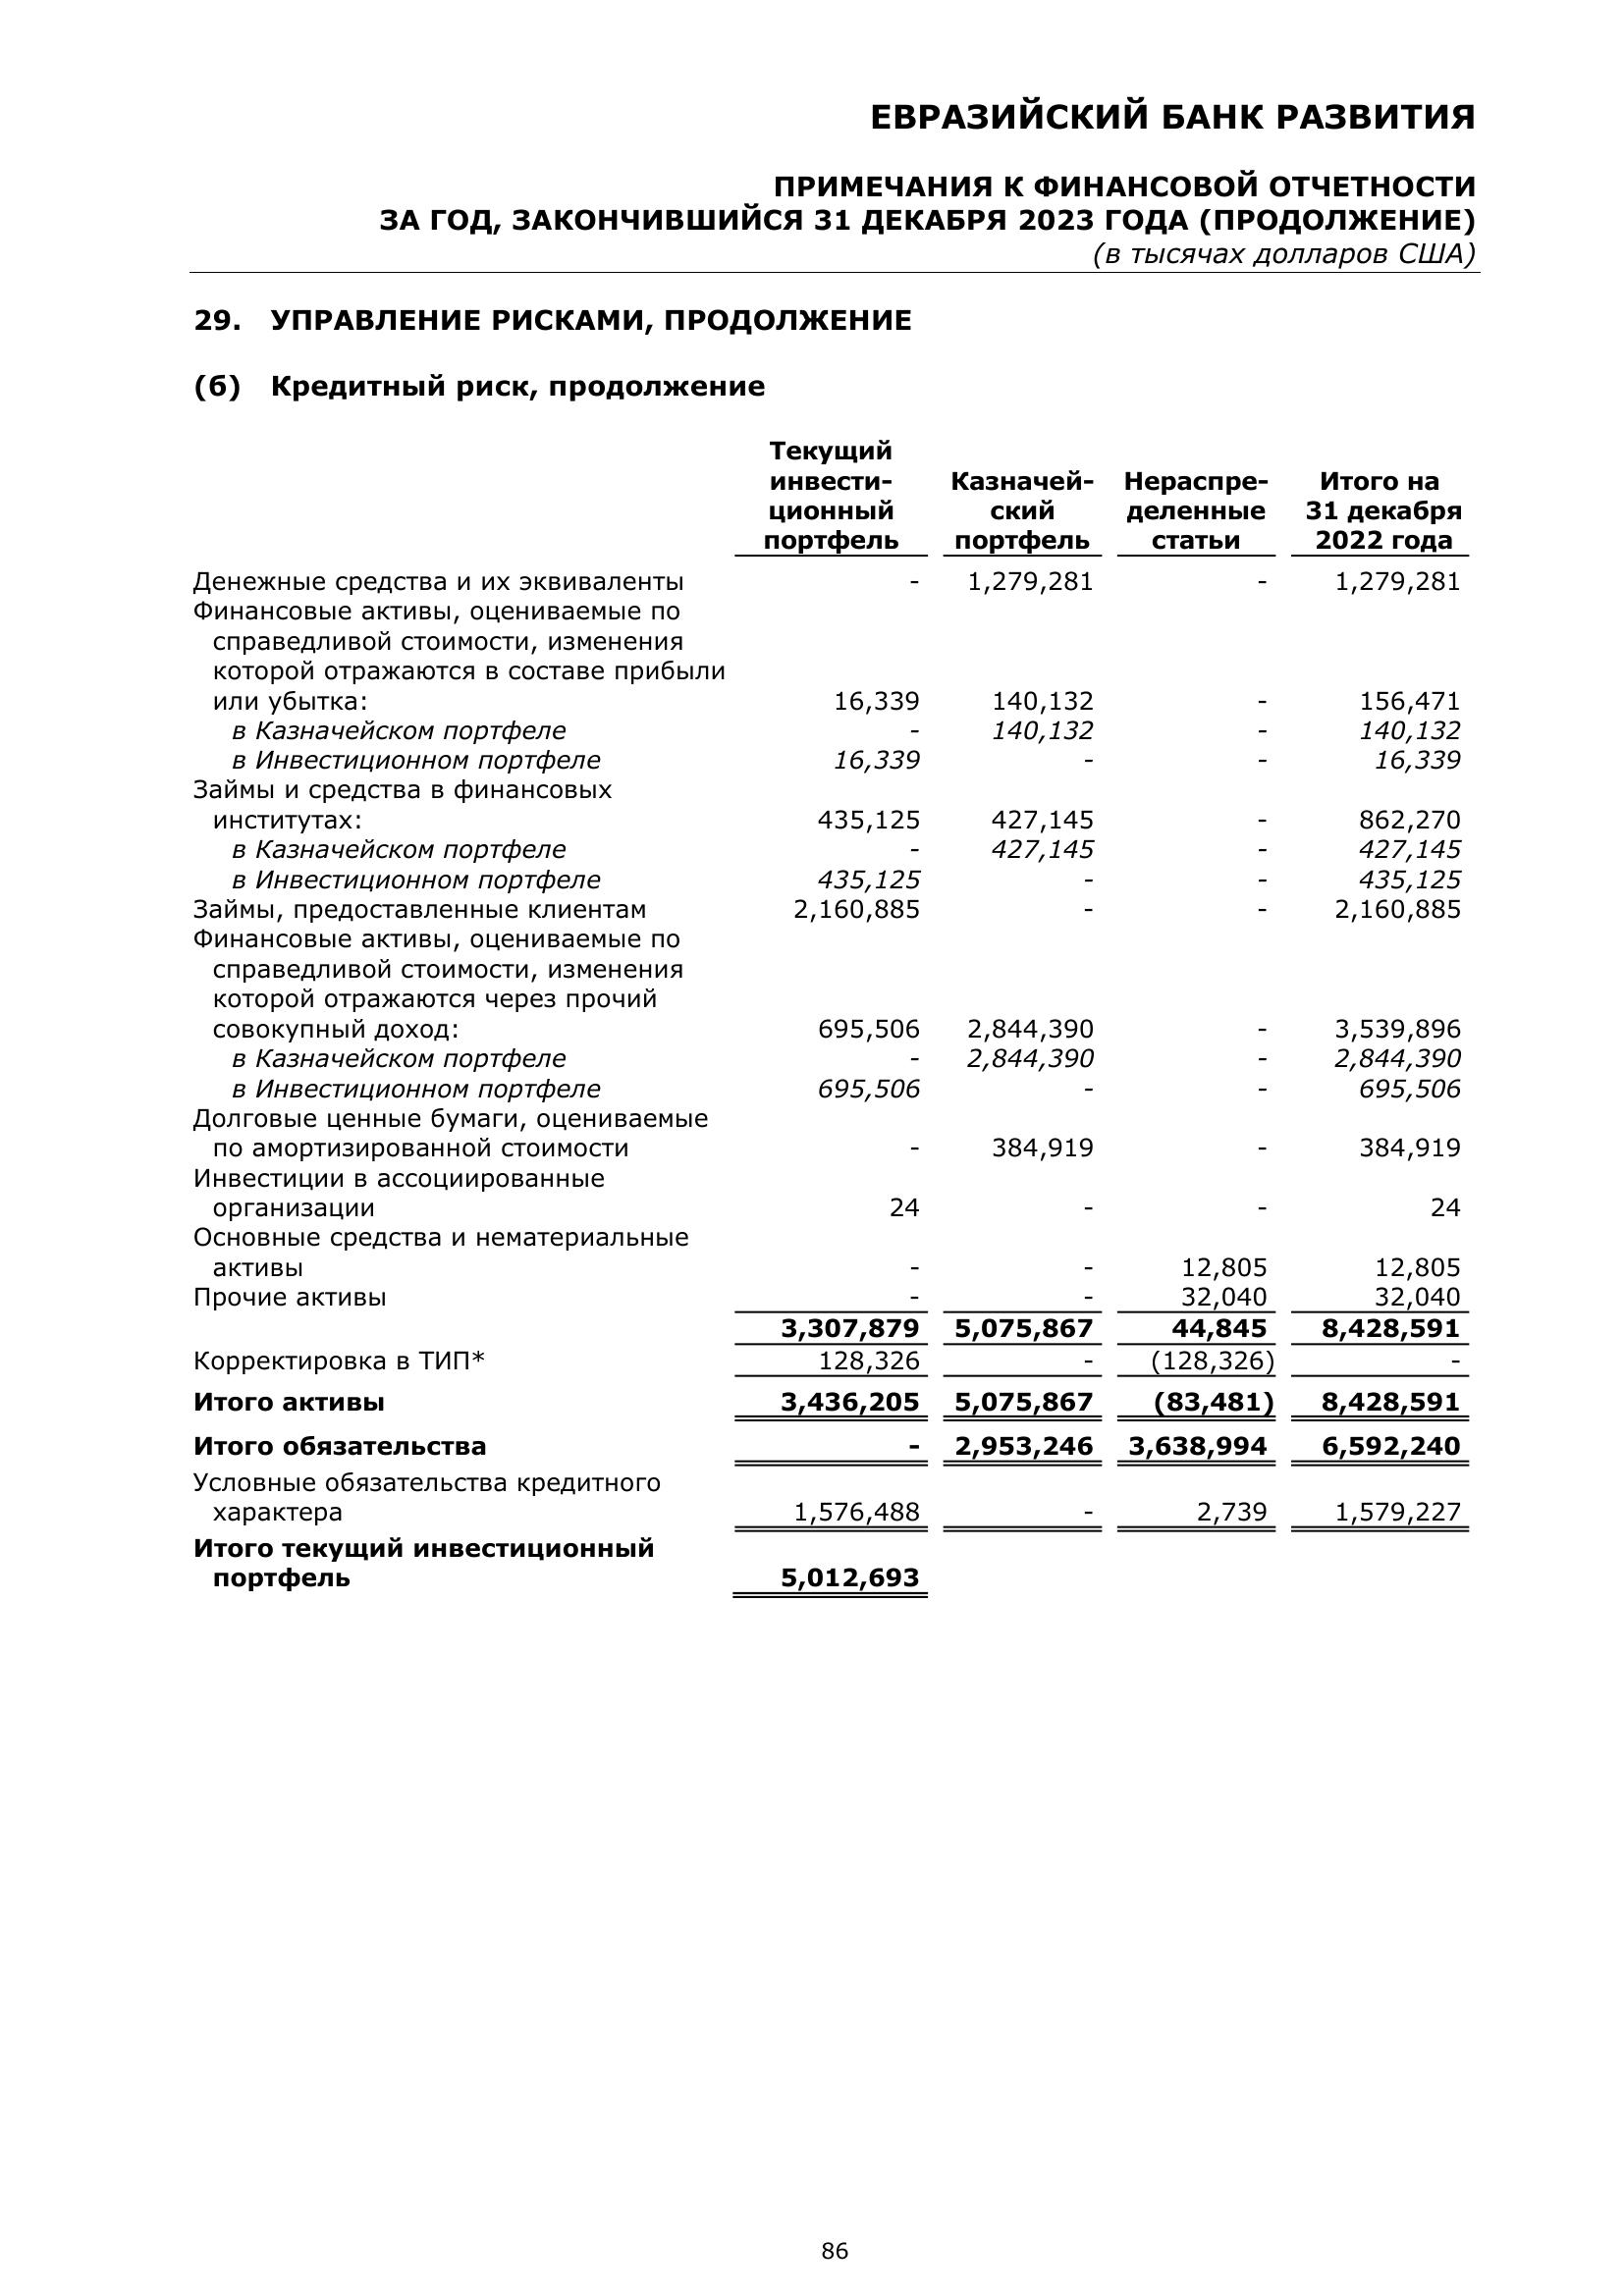 ЕВРАЗИЙСКИЙ БАНК РАЗВИТИЯ
ПРИМЕЧАНИЯ К ФИНАНСОВОЙ ОТЧЕТНОСТИ
ЗА ГОД, ЗАКОНЧИВШИЙСЯ 31 ДЕКАБРЯ 2023 ГОДА (ПРОДОЛЖЕНИЕ)
(в тысячах долларов США)
29. УПРАВЛЕНИЕ РИСКАМИ, ПРОДОЛЖЕНИЕ
(б) Кредитный риск, продолжение
Текущий
инвести- Казначей- Нераспре- Итого на
ционный ский деленные 31 декабря
портфель портфель статьи 2022 года
Денежные средства и их эквиваленты - 1,279,281 - 1,279,281
Финансовые активы, оцениваемые по
справедливой стоимости, изменения
которой отражаются в составе прибыли
или убытка: 16,339 140,132 - 156,471
в Казначейском портфеле - 140,132 - 140,132
в Инвестиционном портфеле 16,339 - - 16,339
Займы и средства в финансовых
институтах: 435,125 427,145 - 862,270
в Казначейском портфеле - 427,145 - 427,145
в Инвестиционном портфеле 435,125 - - 435,125
Займы, предоставленные клиентам 2,160,885 - - 2,160,885
Финансовые активы, оцениваемые по
справедливой стоимости, изменения
которой отражаются через прочий
совокупный доход: 695,506 2,844,390 - 3,539,896
в Казначейском портфеле - 2,844,390 - 2,844,390
в Инвестиционном портфеле 695,506 - - 695,506
Долговые ценные бумаги, оцениваемые
по амортизированной стоимости - 384,919 - 384,919
Инвестиции в ассоциированные
организации 24 - - 24
Основные средства и нематериальные
активы - - 12,805 12,805
Прочие активы - - 32,040 32,040
3,307,879 5,075,867 44,845 8,428,591
Корректировка в ТИП* 128,326 - (128,326) -
Итого активы 3,436,205 5,075,867 (83,481) 8,428,591
Итого обязательства - 2,953,246 3,638,994 6,592,240
Условные обязательства кредитного
характера 1,576,488 - 2,739 1,579,227
Итого текущий инвестиционный
портфель 5,012,693
86